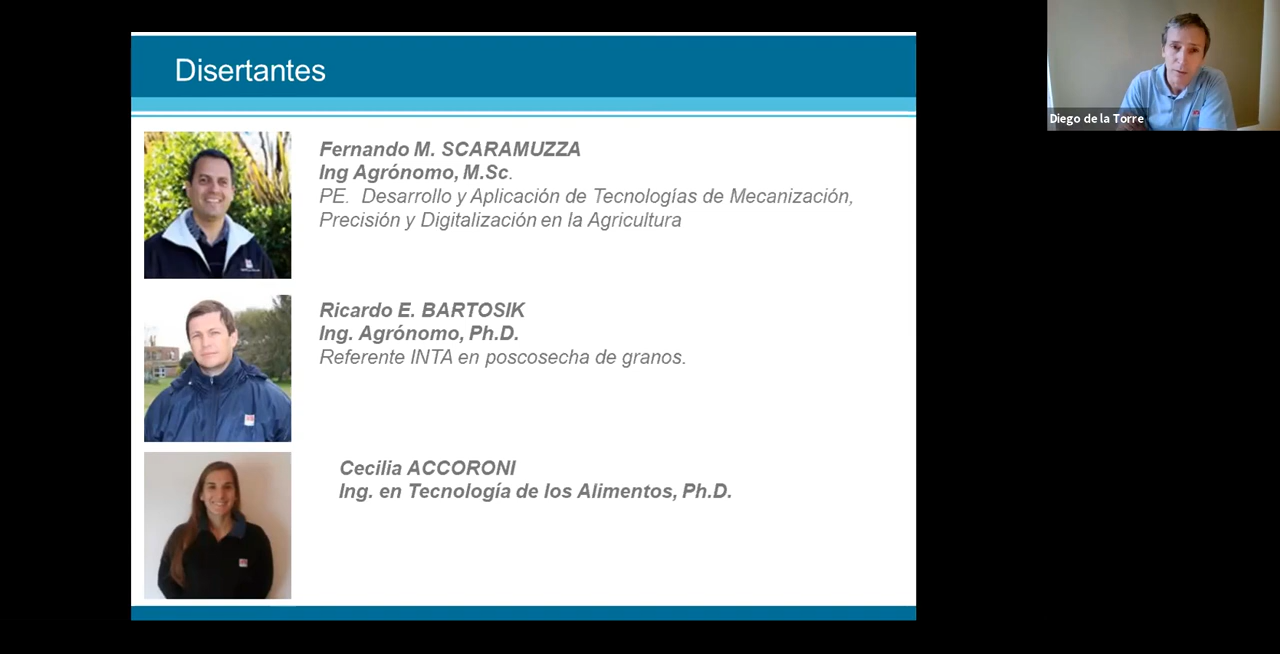 Disertantes
Diego de la Torre
Fernando M. SCARAMUZZA
Ing Agrónomo, M.Sc.
PE.  Desarrollo y Aplicación de Tecnologías de Mecanización,
Precisión y Digitalización en la Agricultura
Ricardo E. BARTOSIK
Ing. Agrónomo, Ph.D.
Referente INTA en poscosecha de granos.
Cecilia ACCORONI
Ing. en Tecnología de los Alimentos, Ph.D.